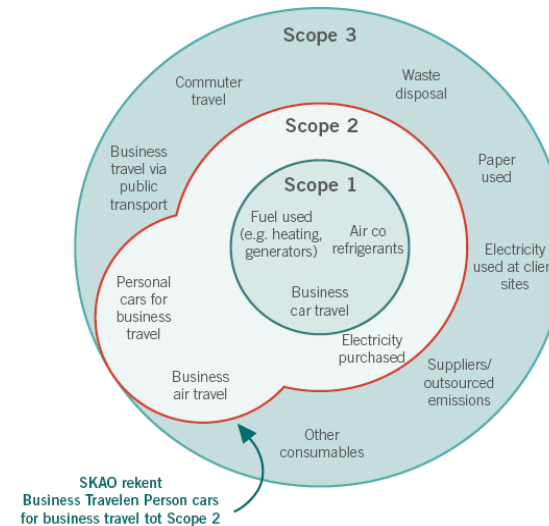 Scope 3
Commuter
travel
Waste
disposal
Scope 2
Business
travel via
public
transport
Paper
used
Scope 1
Fuel used
(e.g. heating,
generators)
Air co
refrigerants
Electricity
used at client
sites
Business
car travel
Personal
cars for
business
travel
Electricity
purchased
Business
air travel
Suppliers/
outsourced
emissions
Other
consumables
SKAO rekent
Business Travelen Person cars
for business travel tot Scope 2